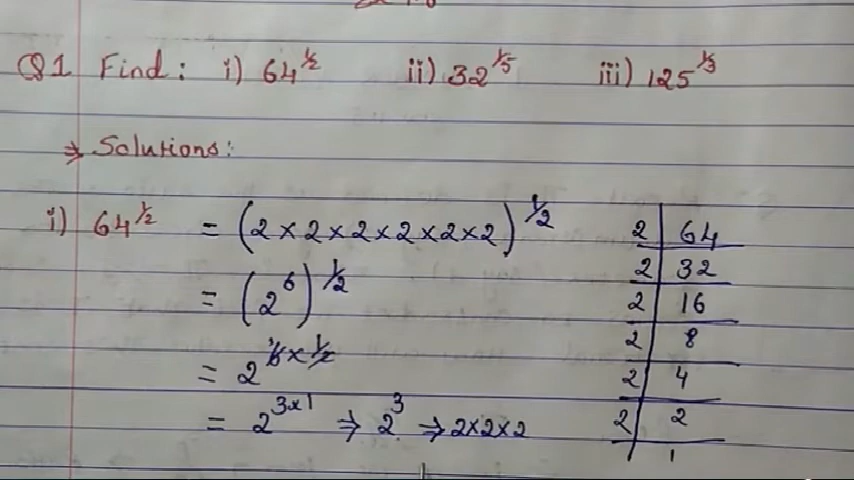 Q1 Find: i) 64^½ ii) 32^⅕ iii) 125^⅓
⇒ Solutions:
i) 64^½ = (2×2×2×2×2×2)^½
= (2^6)^½
= 2^6×½
= 2^3×1 ⇒ 2^3 ⇒ 2×2×2
2 | 64
2 | 32
2 | 16
2 | 8
2 | 4
2 | 2
1